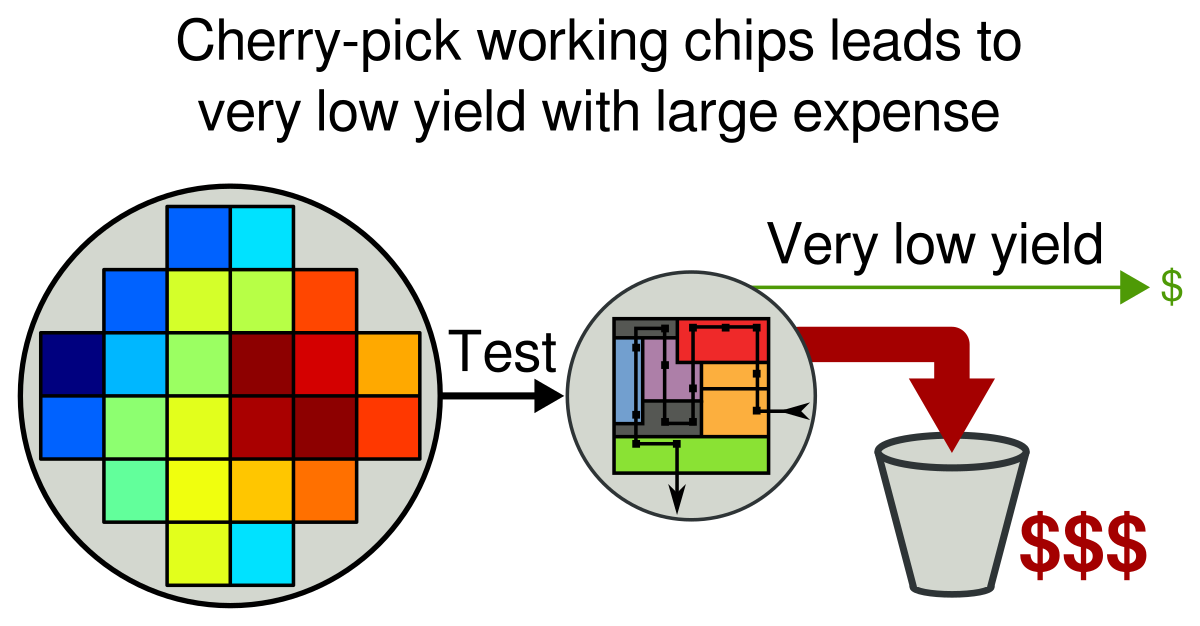 Cherry-pick working chips leads to
very low yield with large expense
Very low yield
$
Test
$$$